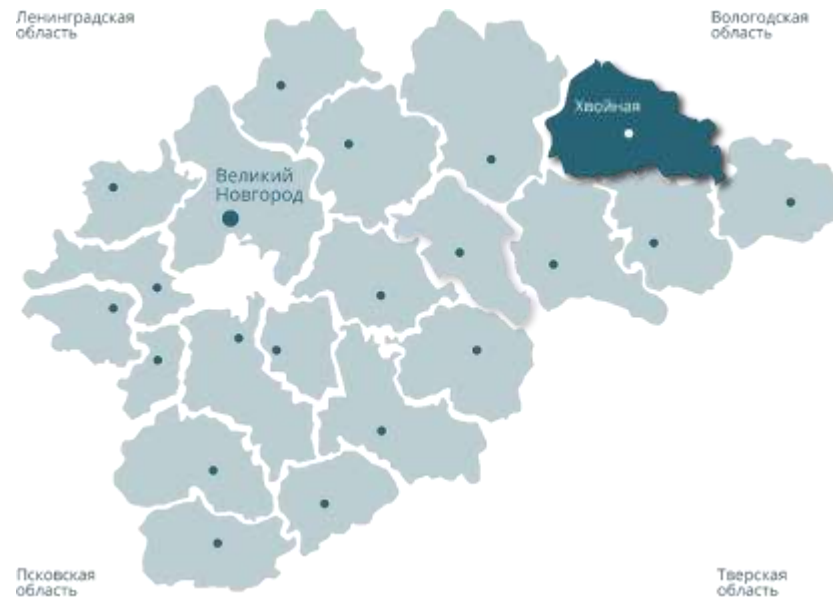 Ленинградская
область
Вологодская
область
Хвойная
Великий
Новгород
Псковская
область
Тверская
область